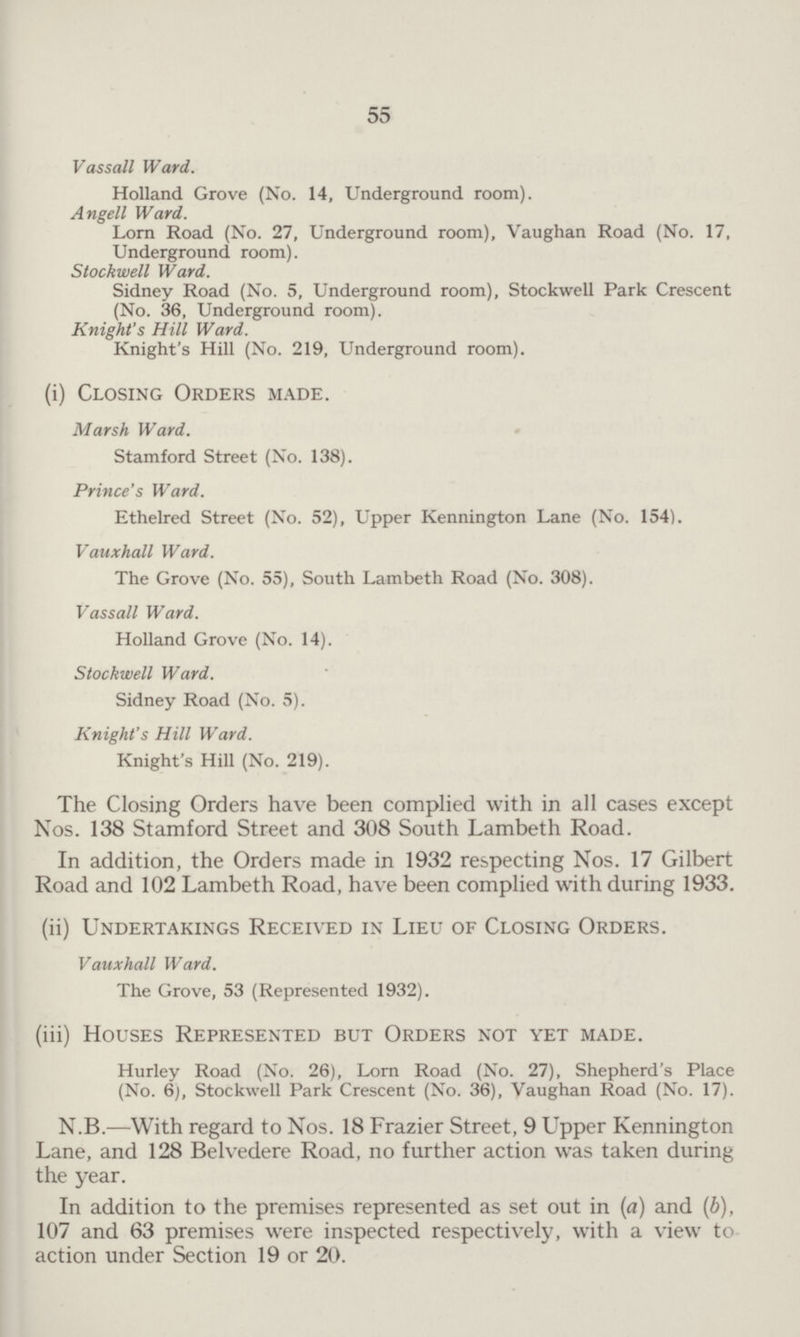 55
Vassall Ward.
Holland Grove (No. 14, Underground room).
Angell Ward.
Lorn Road (No. 27, Underground room), Vaughan Road (No. 17,
Underground room).
Stockwell Ward.
Sidney Road (No. 5, Underground room), Stockwell Park Crescent
(No. 36, Underground room).
Knight's Hill Ward.
Knight's Hill (No. 219, Underground room).
(i) Closing Orders made.
Marsh Ward.
Stamford Street (No. 138).
Prince's Ward.
Ethelred Street (No. 52), Upper Kennington Lane (No. 154).
Vauxhall Ward.
The Grove (No. 55), South Lambeth Road (No. 308).
Vassall Ward.
Holland Grove (No. 14).
Stockwell Ward.
Sidney Road (No. 5).
Knight's Hill Ward.
Knight's Hill (No. 219).
The Closing Orders have been complied with in all cases except
Nos. 138 Stamford Street and 308 South Lambeth Road.
In addition, the Orders made in 1932 respecting Nos. 17 Gilbert
Road and 102 Lambeth Road, have been complied with during 1933.
(ii) Undertakings Received in Lieu of Closing Orders.
Vauxhall Ward.
The Grove, 53 (Represented 1932).
(iii) Houses Represented but Orders not yet made.
Hurley Road (No. 26), Lorn Road (No. 27), Shepherd's Place
(No. 6), Stockwell Park Crescent (No. 36), Vaughan Road (No. 17).
N.B.—With regard to Nos. 18 Frazier Street, 9 Upper Kennington
Lane, and 128 Belvedere Road, no further action was taken during
the year.
In addition to the premises represented as set out in (a) and (b),
107 and 63 premises were inspected respectively, with a view to
action under Section 19 or 20.